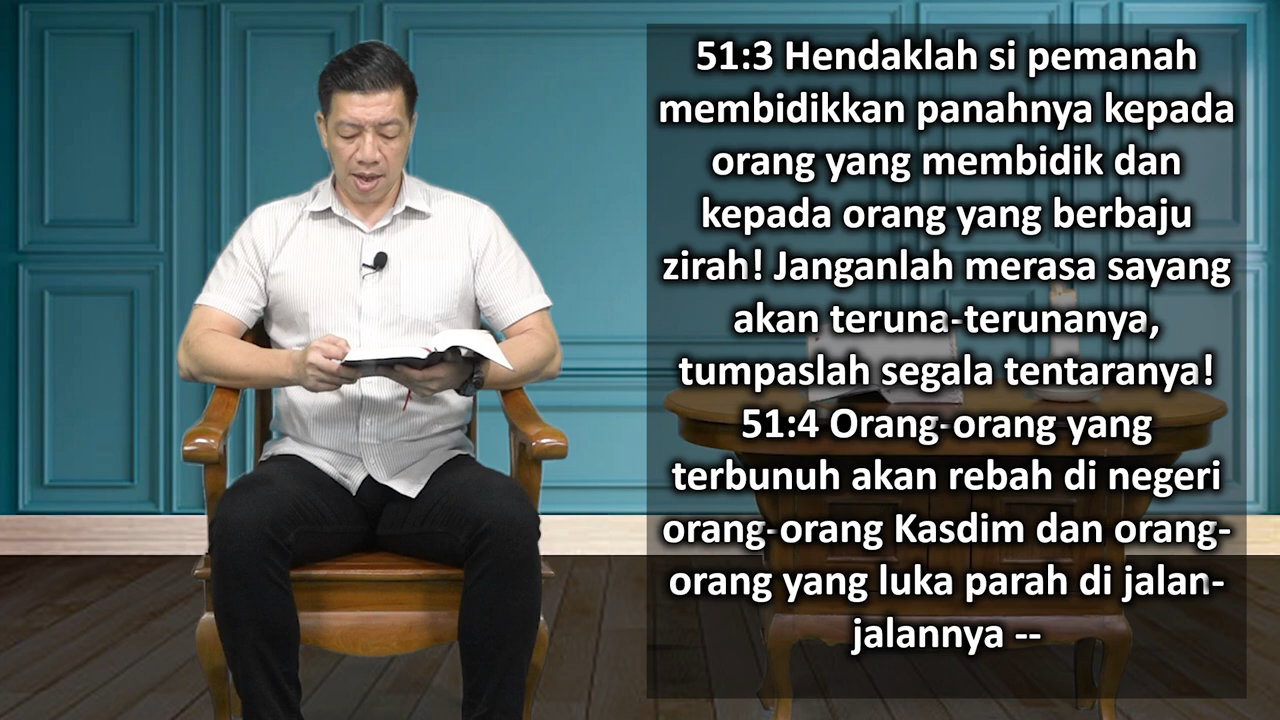 51:3 Hendaklah si pemanah
membidikkan panahnya kepada
orang yang membidik dan
kepada orang yang berbaju
zirah! Janganlah merasa sayang
akan teruna-terunanya,
tumpaslah segala tentaranya!
51:4 Orang-orang yang
terbunuh akan rebah di negeri
orang-orang Kasdim dan orang-
orang yang luka parah di jalan-
jalannya --